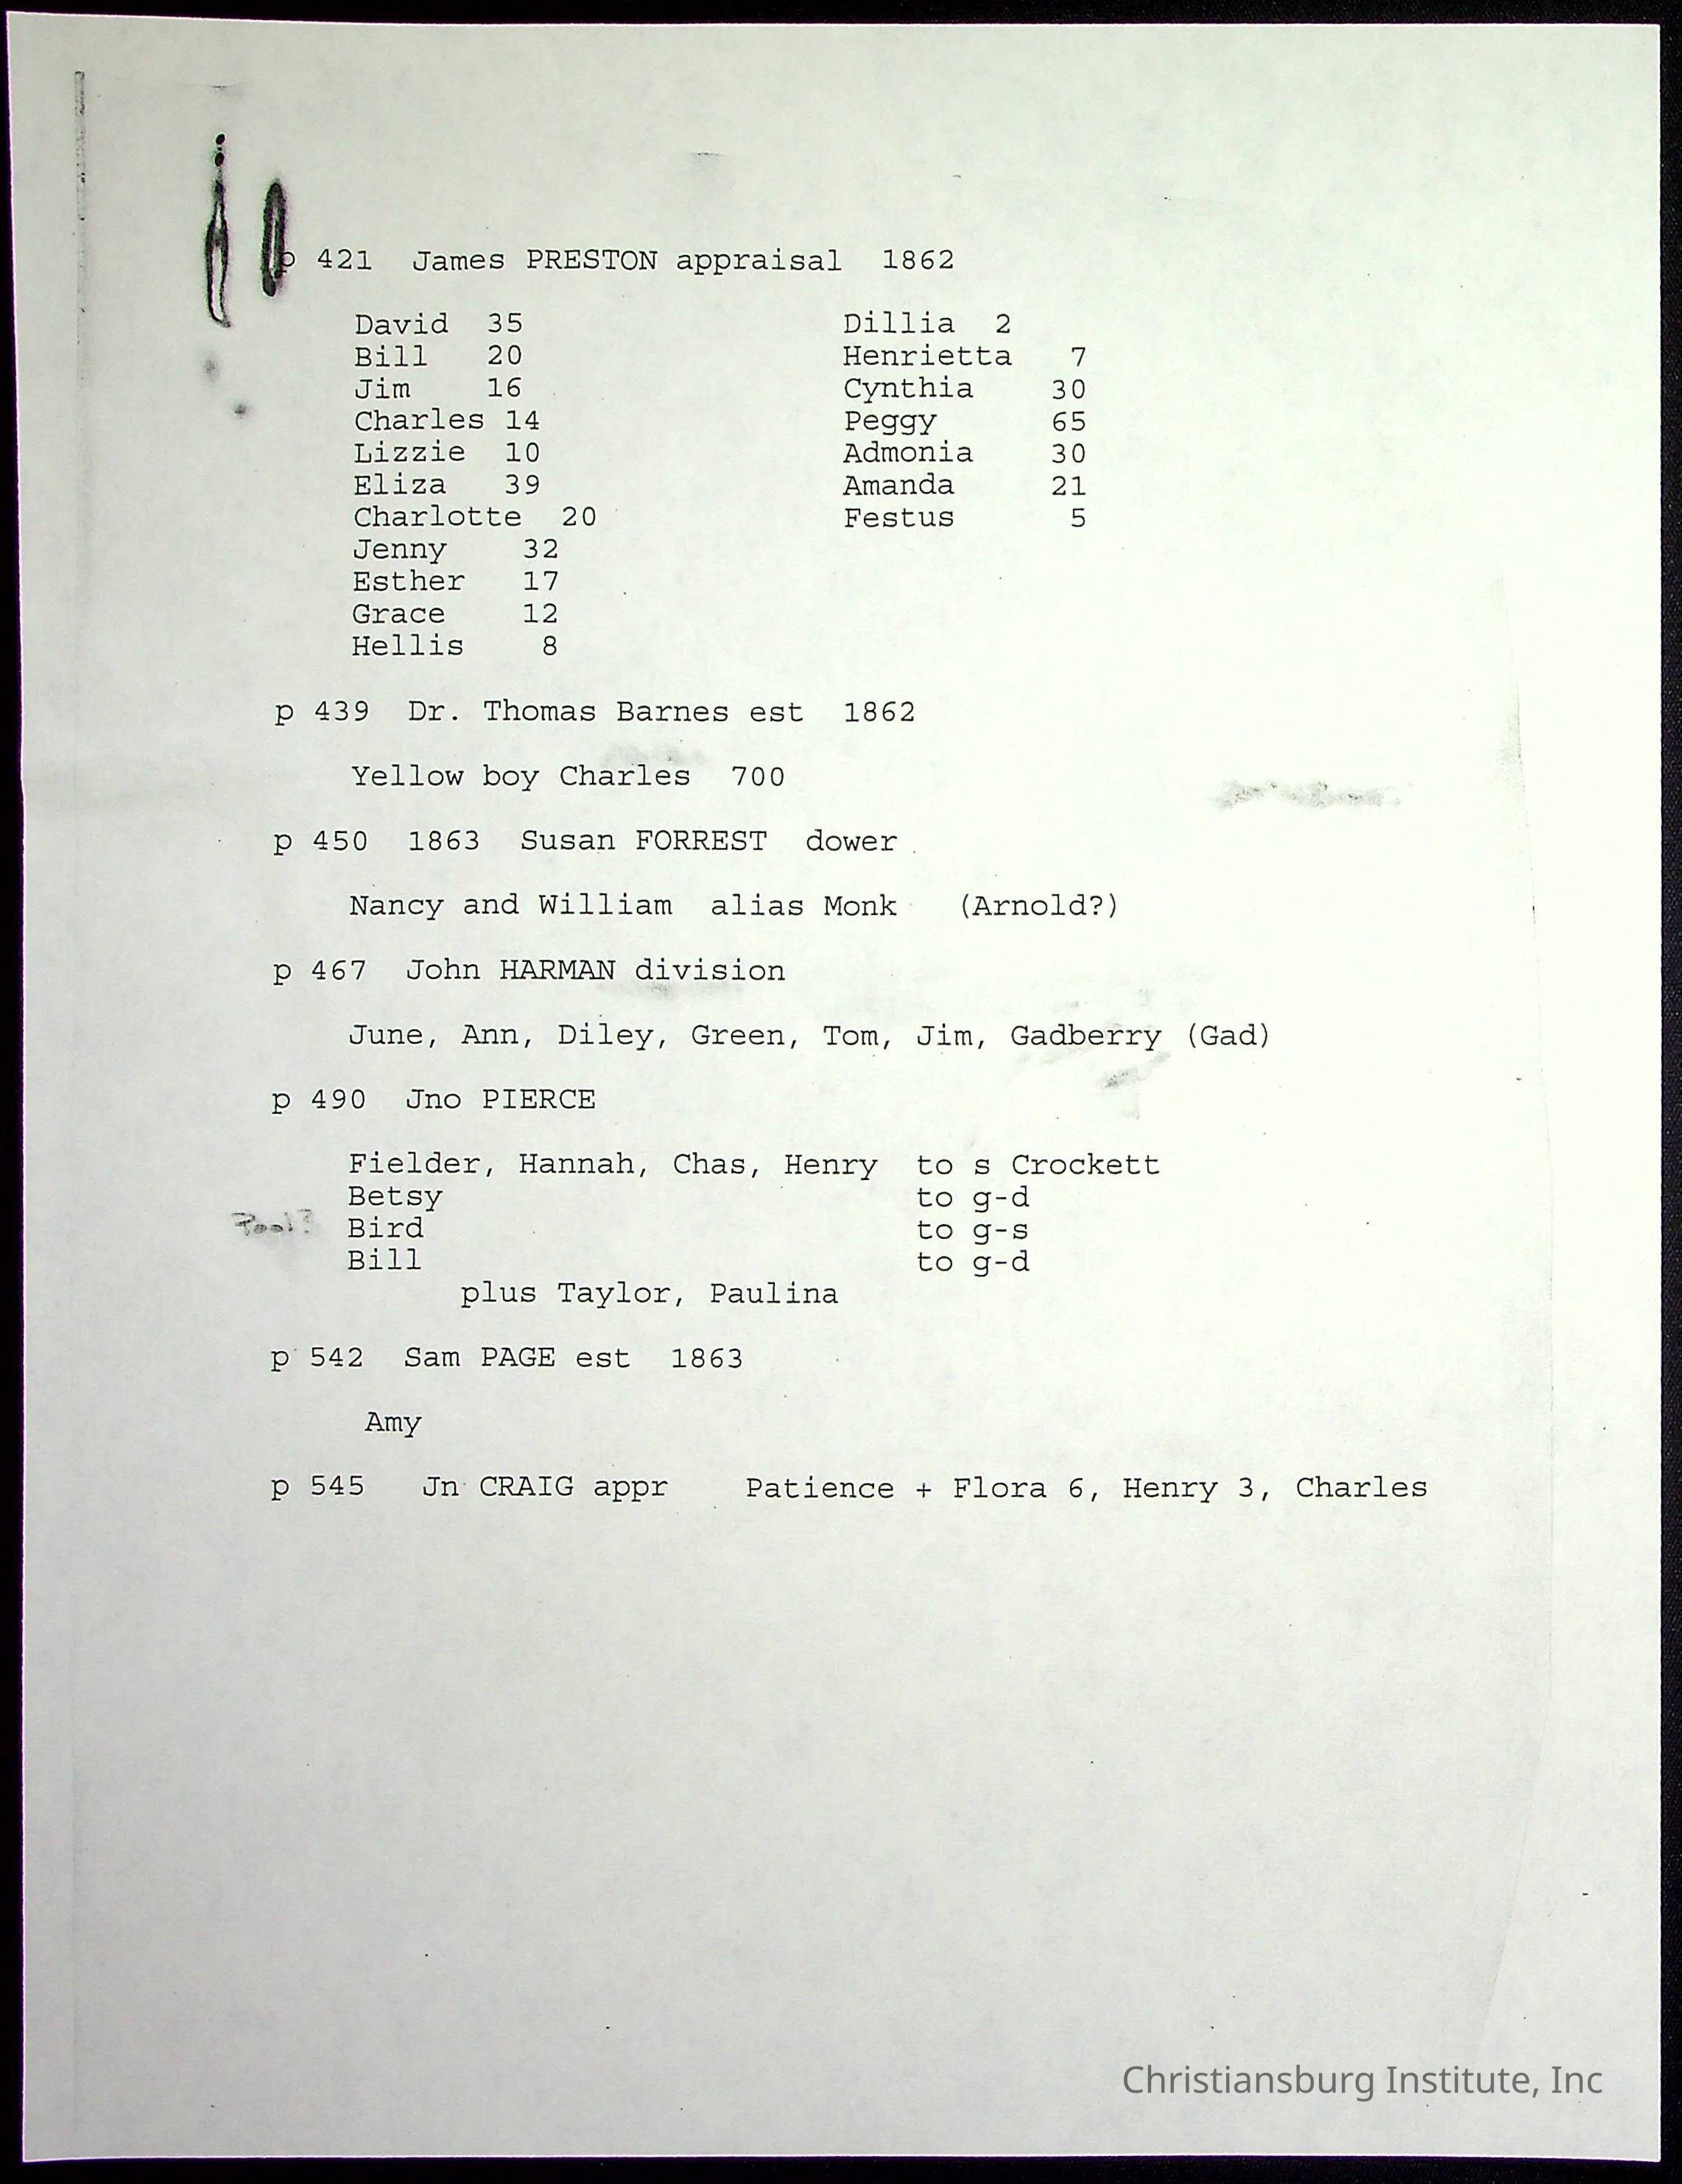 p 421 James PRESTON appraisal 1862
David 35
Bill 20
Jim 16
Charles 14
Lizzie 10
Eliza 39
Charlotte 20
Jenny 32
Esther 17
Grace 12
Hellis 8
Dillia 2
Henrietta 7
Cynthia 30
Peggy 65
Admonia 30
Amanda 21
Festus 5
p 439 Dr. Thomas Barnes est 1862
Yellow boy Charles 700
p 450 1863 Susan FORREST dower
Nancy and William alias Monk (Arnold?)
p 467 John HARMAN division
June, Ann, Diley, Green, Tom, Jim, Gadberry (Gad)
p 490 Jno PIERCE
Fielder, Hannah, Chas, Henry to s Crockett
Betsy to g-d
Bird to g-s
Bill to g-d
plus Taylor, Paulina
p 542 Sam PAGE est 1863
Amy
p 545 Jn CRAIG appr Patience + Flora 6, Henry 3, Charles
Christiansburg Institute, Inc